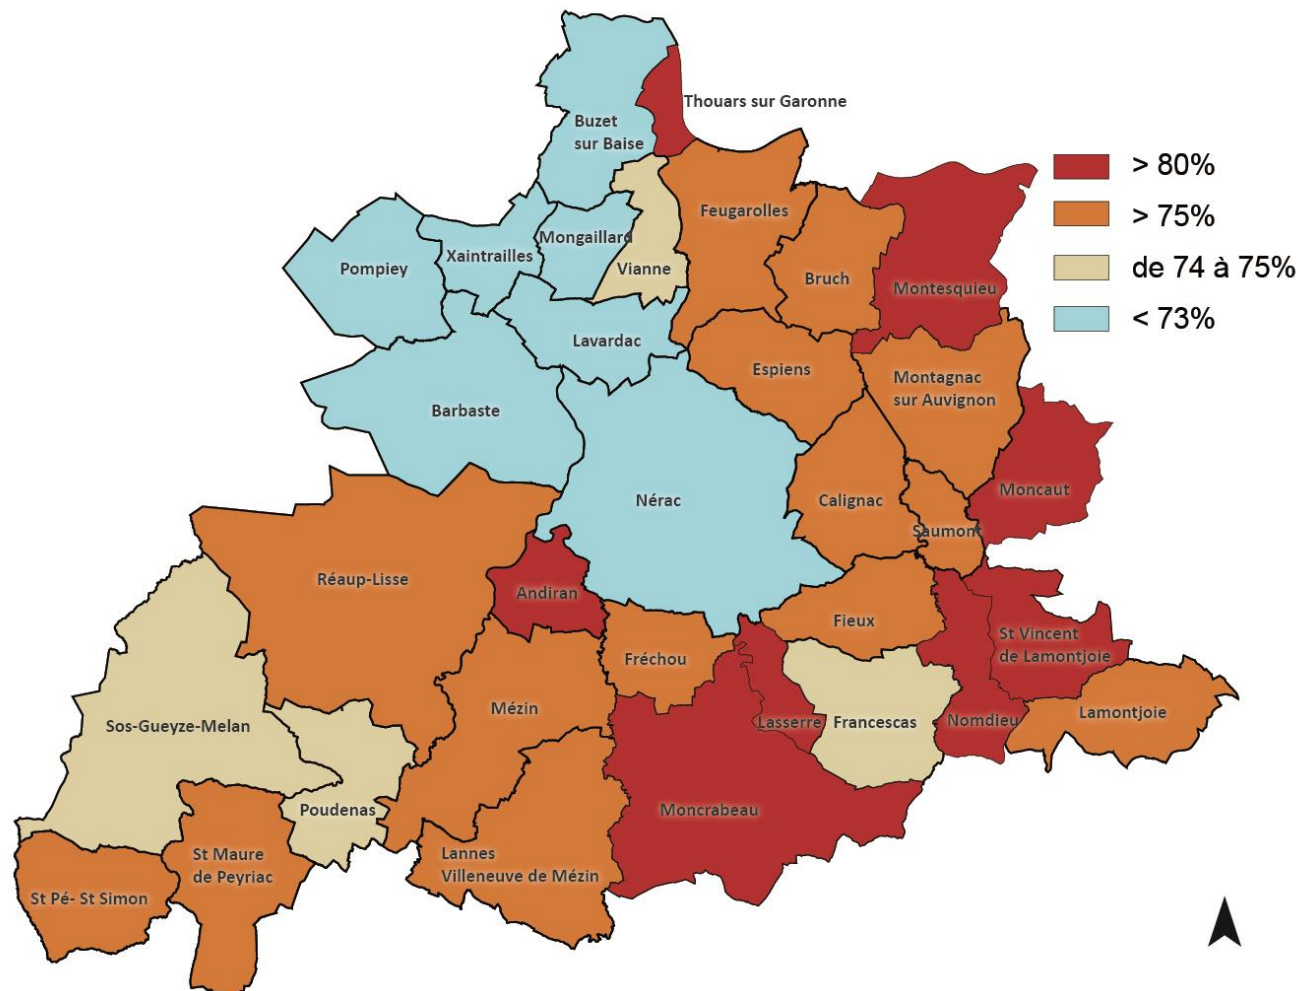 Thouars sur Garonne
Buzet
sur Baise
> 80%
> 75%
de 74 à 75%
< 73%
Feugarolles
Mongaillard
Xaintrailles
Pompiey
Vianne
Bruch
Montesquieu
Lavardac
Espiens
Montagnac
sur Auvignon
Barbaste
Moncaut
Nérac
Calignac
Saumont
Réaup-Lisse
Andiran
Fieux
St Vincent
de Lamontjoie
Fréchou
Mézin
Lasserre
Francescas
Nomdieu
Lamontjoie
Sos-Gueyze-Melan
Poudenas
Moncrabeau
St Maure
de Peyriac
Lannes
Villeneuve de Mézin
St Pé- St Simon